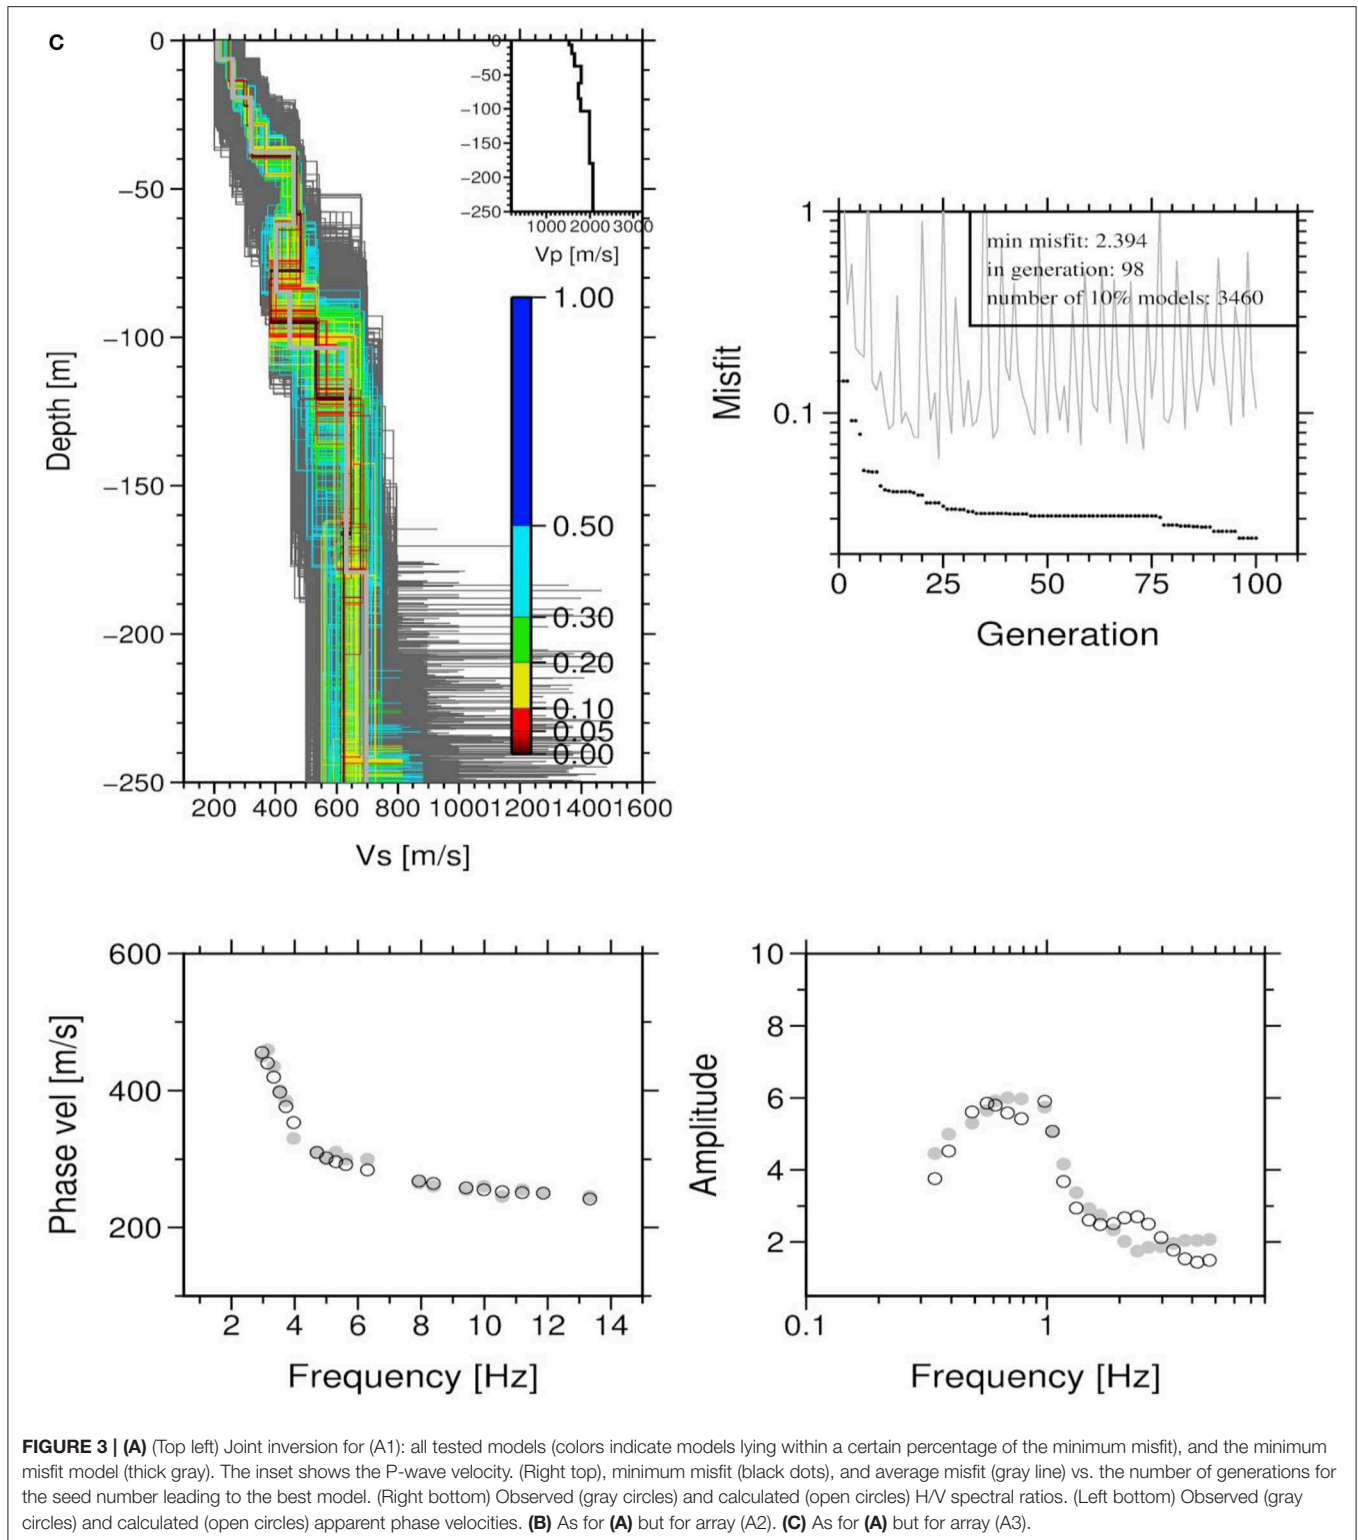 C
0
−50
−100
−150
−200
−250
Depth [m]
200 400 600 800 1000 1200 1400 1600
Vs [m/s]
0
−50
−100
−150
−200
−250
1000 2000 3000
Vp [m/s]
1.00
0.50
0.30
0.20
0.10
0.05
0.00
1
0.1
Misfit
min misfit: 2.394
in generation: 98
number of 10% models: 3460
0 25 50 75 100
Generation
600
400
200
Phase vel [m/s]
2 4 6 8 10 12 14
Frequency [Hz]
10
8
6
4
2
Amplitude
0.1 1
Frequency [Hz]
FIGURE 3 | (A) (Top left) Joint inversion for (A1): all tested models (colors indicate models lying within a certain percentage of the minimum misfit), and the minimum
misfit model (thick gray). The inset shows the P-wave velocity. (Right top), minimum misfit (black dots), and average misfit (gray line) vs. the number of generations for
the seed number leading to the best model. (Right bottom) Observed (gray circles) and calculated (open circles) H/V spectral ratios. (Left bottom) Observed (gray
circles) and calculated (open circles) apparent phase velocities. (B) As for (A) but for array (A2). (C) As for (A) but for array (A3).